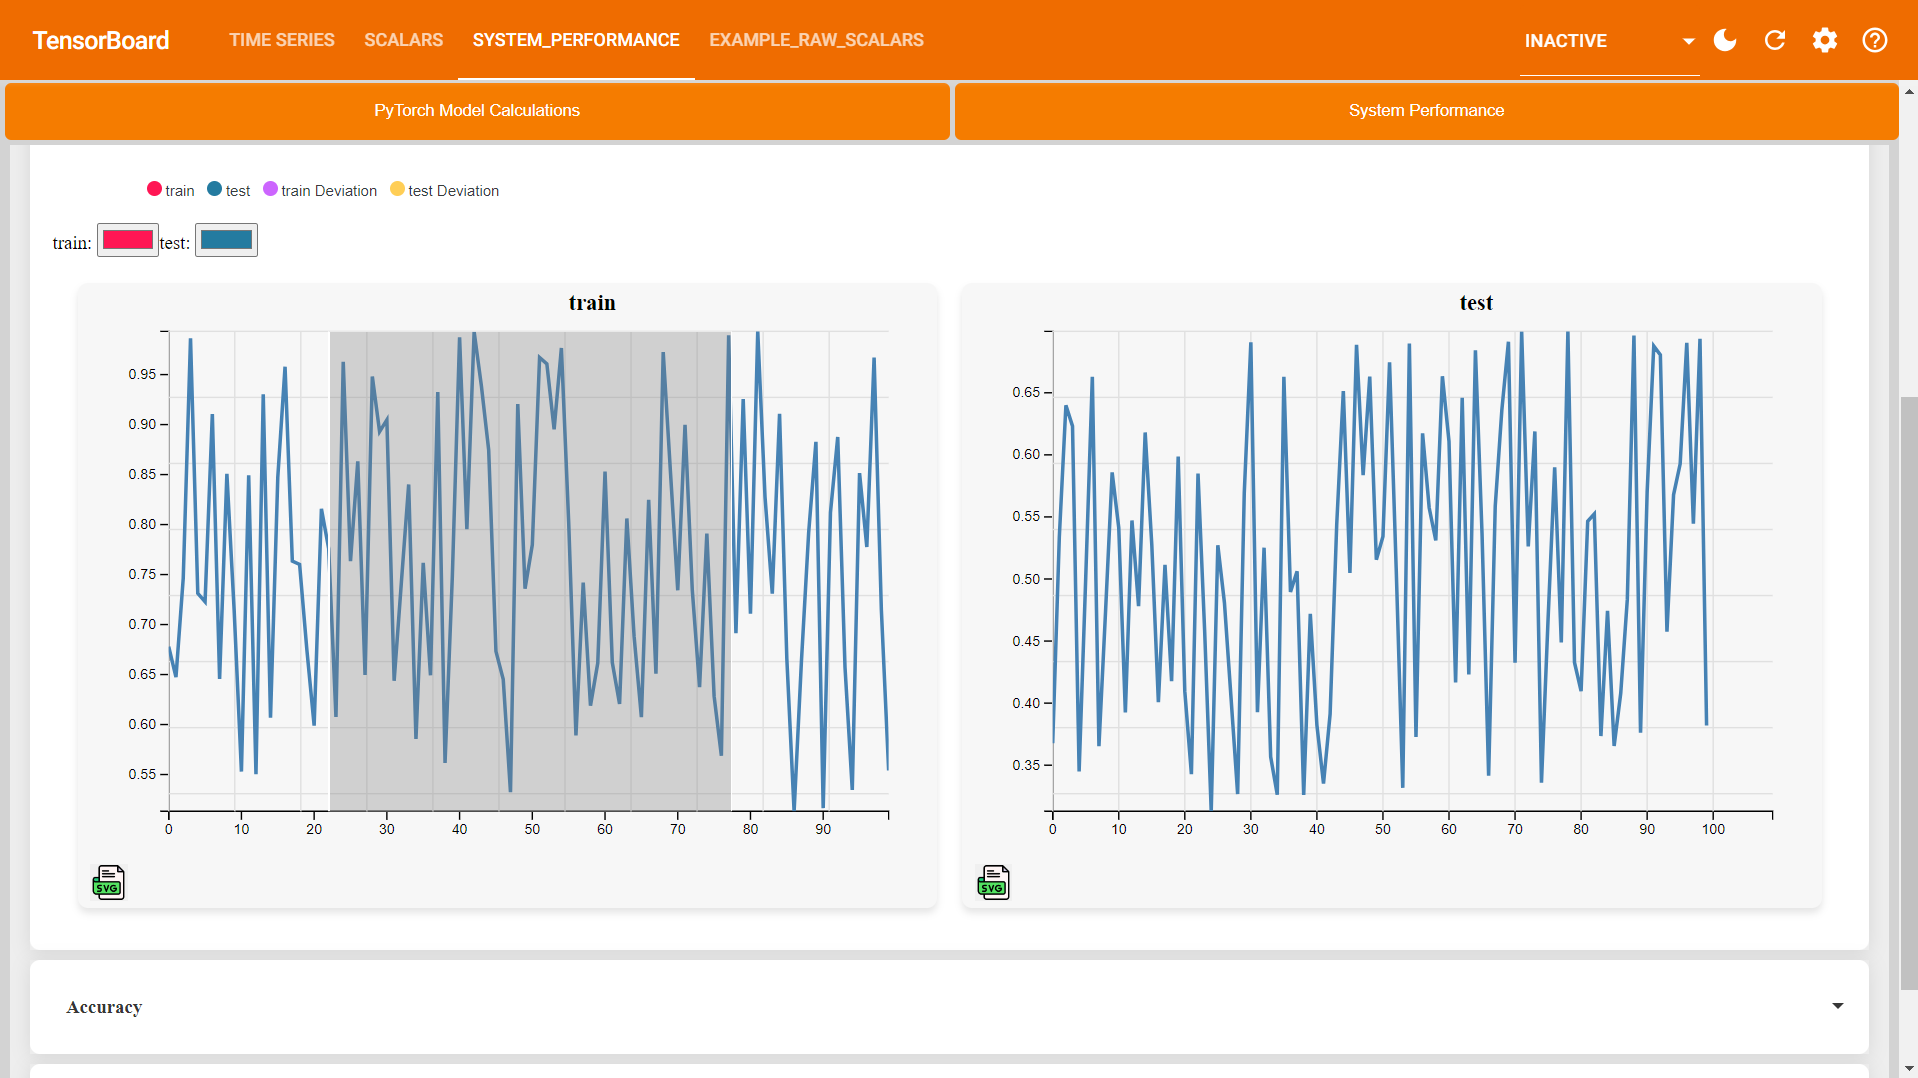 TensorBoard TIME SERIES SCALARS SYSTEM_PERFORMANCE EXAMPLE_RAW_SCALARS INACTIVE
PyTorch Model Calculations System Performance
train test train Deviation test Deviation
train: test:
train
0.95
0.90
0.85
0.80
0.75
0.70
0.65
0.60
0.55
0 10 20 30 40 50 60 70 80 90
SVG
test
0.65
0.60
0.55
0.50
0.45
0.40
0.35
0 10 20 30 40 50 60 70 80 90 100
SVG
Accuracy